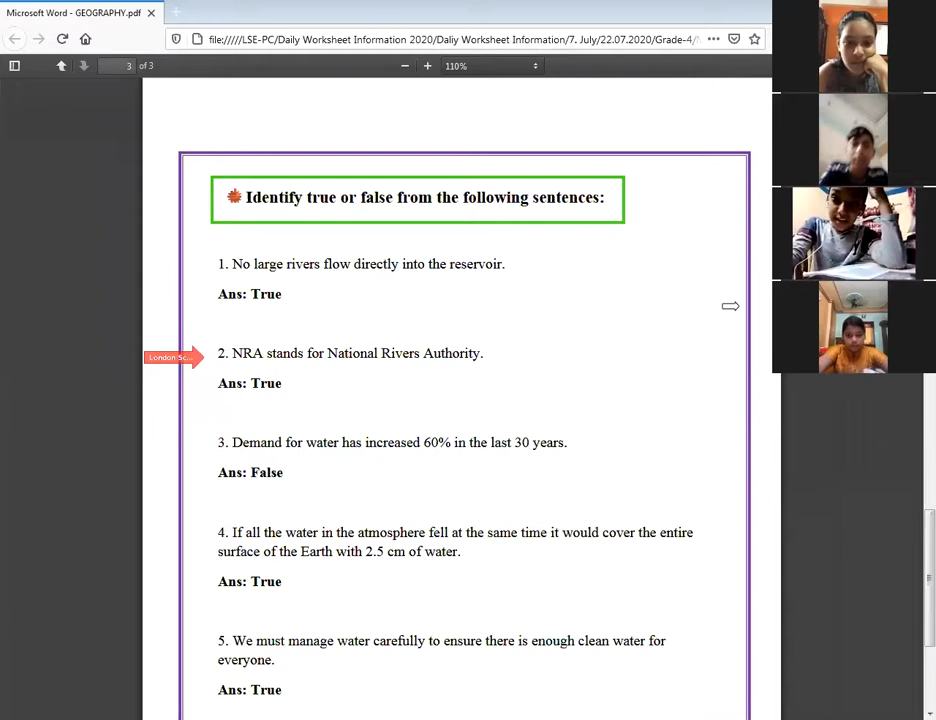 Microsoft Word - GEOGRAPHY.pdf
file://///LSE-PC/Daily Worksheet Information 2020/Daliy Worksheet Information/7. July/22.07.2020/Grade-4/
3 of 3
110%
Identify true or false from the following sentences:
1. No large rivers flow directly into the reservoir.
Ans: True
London Sc...
2. NRA stands for National Rivers Authority.
Ans: True
3. Demand for water has increased 60% in the last 30 years.
Ans: False
4. If all the water in the atmosphere fell at the same time it would cover the entire
surface of the Earth with 2.5 cm of water.
Ans: True
5. We must manage water carefully to ensure there is enough clean water for
everyone.
Ans: True